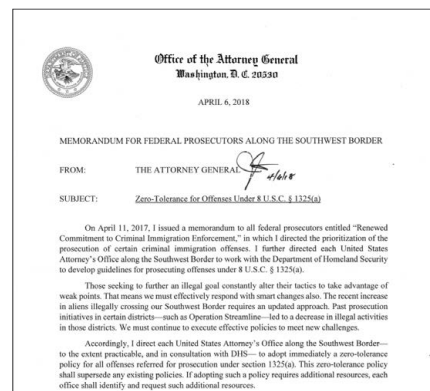 Office of the Attorney General
Washington, D. C. 20530
APRIL 6, 2018
MEMORANDUM FOR FEDERAL PROSECUTORS ALONG THE SOUTHWEST BORDER
FROM: THE ATTORNEY GENERAL 4/6/18
SUBJECT: Zero-Tolerance for Offenses Under 8 U.S.C. § 1325(a)
On April 11, 2017, I issued a memorandum to all federal prosecutors entitled “Renewed
Commitment to Criminal Immigration Enforcement,” in which I directed the prioritization of the
prosecution of certain criminal immigration offenses. I further directed each United States
Attorney’s Office along the Southwest Border to work with the Department of Homeland Security
to develop guidelines for prosecuting offenses under 8 U.S.C. § 1325(a).
Those seeking to further an illegal goal constantly alter their tactics to take advantage of
weak points. That means we must effectively respond with smart changes also. The recent increase
in aliens illegally crossing our Southwest Border requires an updated approach. Past prosecution
initiatives in certain districts—such as Operation Streamline—led to a decrease in illegal activities
in those districts. We must continue to execute effective policies to meet new challenges.
Accordingly, I direct each United States Attorney’s Office along the Southwest Border—
to the extent practicable, and in consultation with DHS— to adopt immediately a zero-tolerance
policy for all offenses referred for prosecution under section 1325(a). This zero-tolerance policy
shall supersede any existing policies. If adopting such a policy requires additional resources, each
office shall identify and request such additional resources.